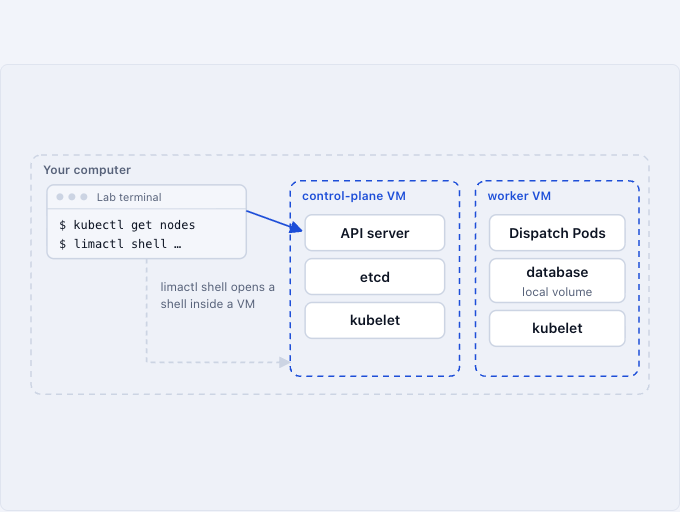 Your computer
Lab terminal
$ kubectl get nodes
$ limactl shell …
limactl shell opens a
shell inside a VM
control-plane VM
API server
etcd
kubelet
worker VM
Dispatch Pods
database
local volume
kubelet